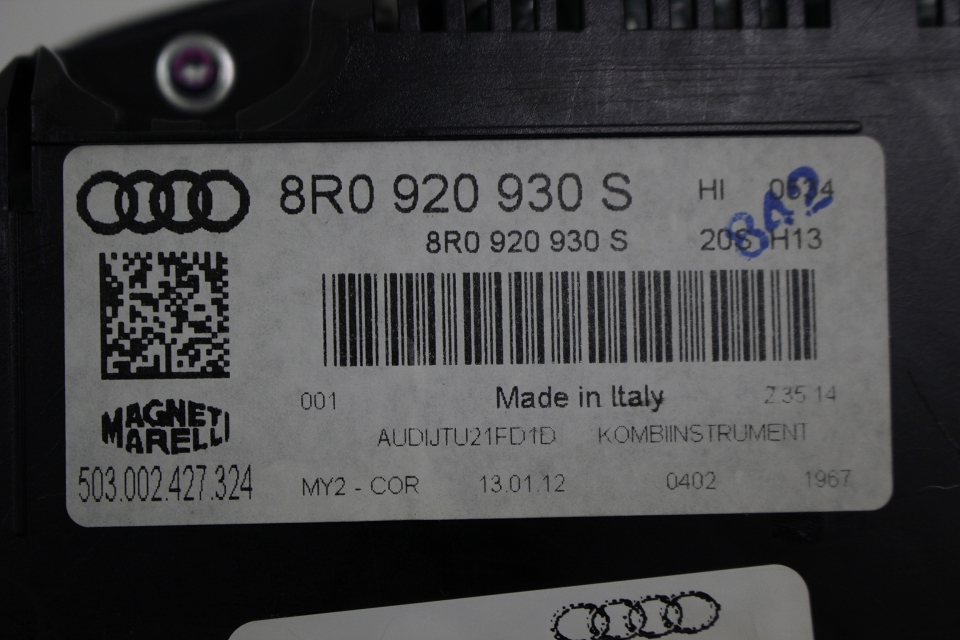 8R0 920 930 S HI
8R0 920 930 S H13
001 Made in Italy Z.35 14
AUDIJTU21FD1D KOMBIINSTRUMENT
MAGNETI
MARELLI
503.002.427.324 MY2 - COR 13.01.12 0402 1967